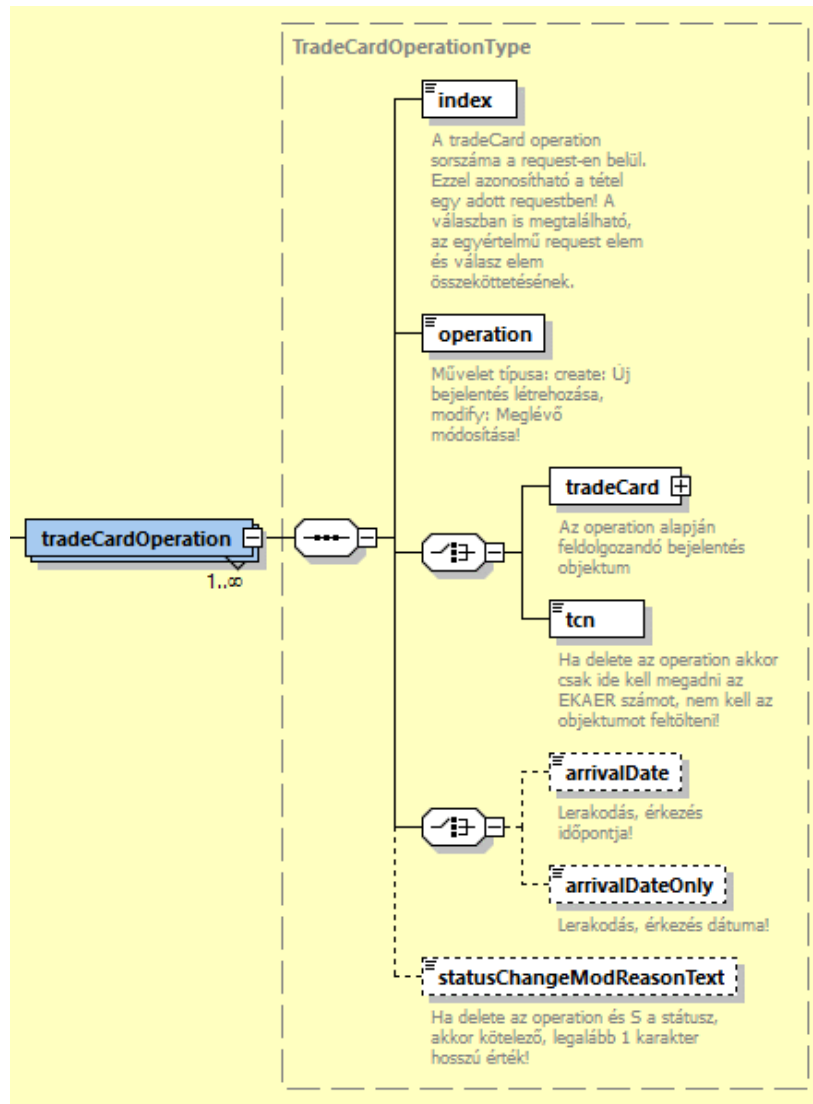 TradeCardOperationType
index
A tradeCard operation
sorszáma a request-en belül.
Ezzel azonosítható a tétel
egy adott requestben! A
válaszban is megtalálható,
az egyértelmű request elem
és válasz elem
összeköttetésének.
operation
Művelet típusa: create: Új
bejelentés létrehozása,
modify: Meglévő
módosítása!
tradeCardOperation
1..∞
tradeCard
Az operation alapján
feldolgozandó bejelentés
objektum
tcn
Ha delete az operation akkor
csak ide kell megadni az
EKAER számot, nem kell az
objektumot feltölteni!
arrivalDate
Lerakodás, érkezés
időpontja!
arrivalDateOnly
Lerakodás, érkezés dátuma!
statusChangeModReasonText
Ha delete az operation és S a státusz,
akkor kötelező, legalább 1 karakter
hosszú érték!